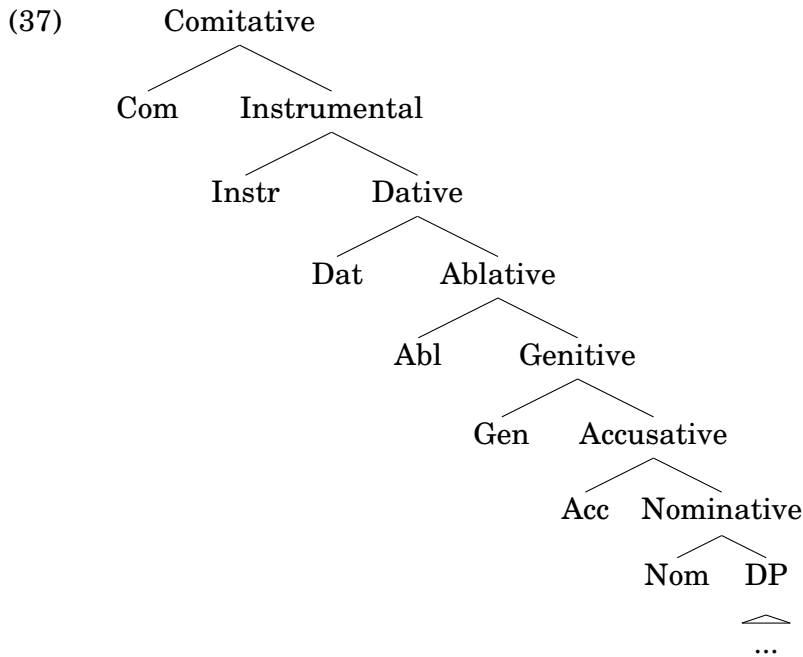 (37) Comitative
Com Instrumental
Instr Dative
Dat Ablative
Abl Genitive
Gen Accusative
Acc Nominative
Nom DP
...